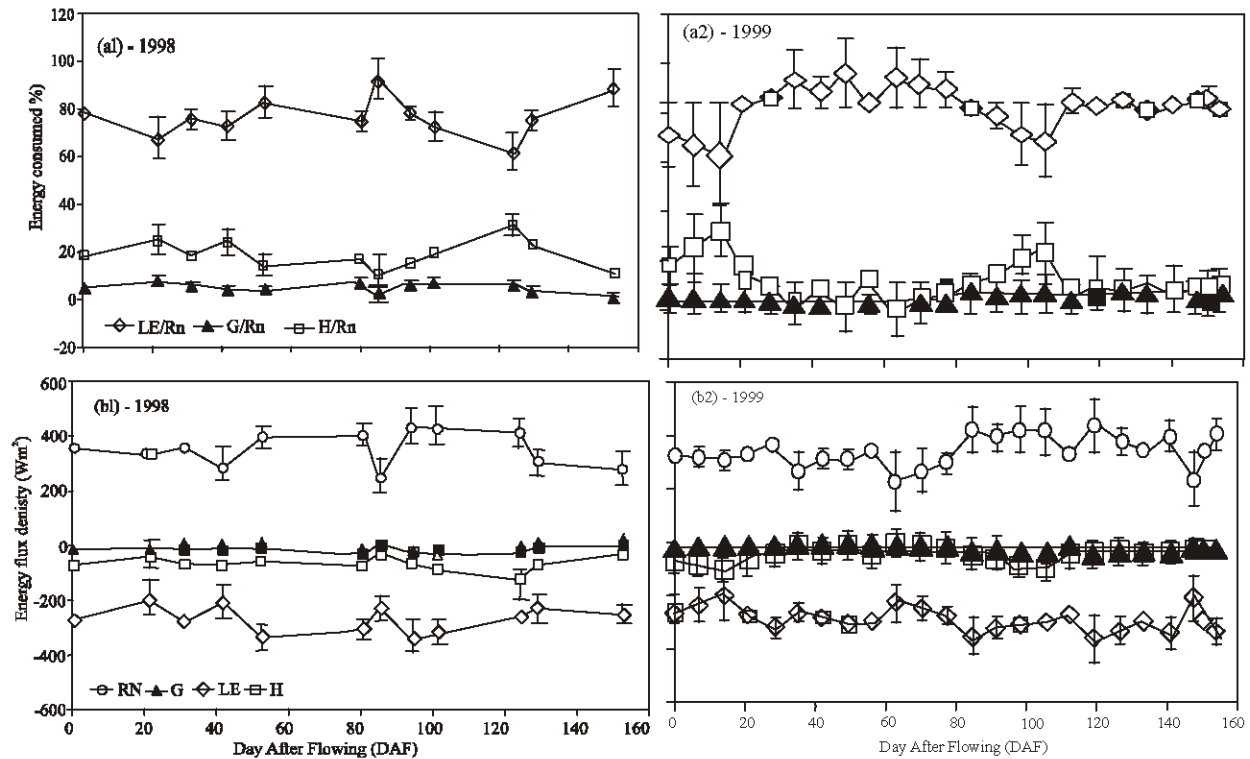 (a1) - 1998
120
100
80
60
40
20
0
-20
Energy consumed %)
LE/Rn G/Rn H/Rn
(a2) - 1999
(b1) - 1998
600
400
200
0
-200
-400
-600
Energy flux denisty (Wm²)
RN G LE H
0 20 40 60 80 100 120 140 160
Day After Flowing (DAF)
(b2) - 1999
0 20 40 60 80 100 120 140 160
Day After Flowing (DAF)